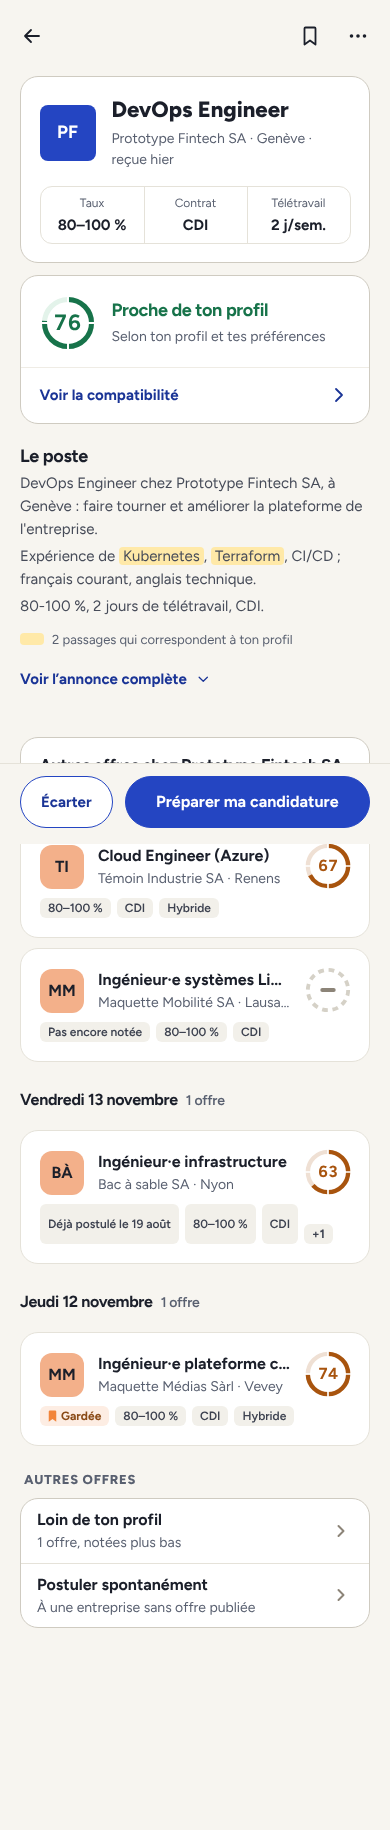 PF
DevOps Engineer
Prototype Fintech SA · Genève ·
reçue hier
Taux
80–100 %
Contrat
CDI
Télétravail
2 j/sem.
76
Proche de ton profil
Selon ton profil et tes préférences
Voir la compatibilité
Le poste
DevOps Engineer chez Prototype Fintech SA, à
Genève : faire tourner et améliorer la plateforme de
l'entreprise.
Expérience de Kubernetes, Terraform, CI/CD ;
français courant, anglais technique.
80-100 %, 2 jours de télétravail, CDI.
2 passages qui correspondent à ton profil
Voir l’annonce complète
Autres offres chez Prototype Fintech SA
Écarter
Préparer ma candidature
TI
Cloud Engineer (Azure)
Témoin Industrie SA · Renens
67
80–100 %
CDI
Hybride
MM
Ingénieur·e systèmes Li...
Maquette Mobilité SA · Lausa...
Pas encore notée
80–100 %
CDI
Vendredi 13 novembre 1 offre
BÀ
Ingénieur·e infrastructure
Bac à sable SA · Nyon
63
Déjà postulé le 19 août
80–100 %
CDI
+1
Jeudi 12 novembre 1 offre
MM
Ingénieur·e plateforme c...
Maquette Médias Sàrl · Vevey
74
Gardée
80–100 %
CDI
Hybride
AUTRES OFFRES
Loin de ton profil
1 offre, notées plus bas
Postuler spontanément
À une entreprise sans offre publiée